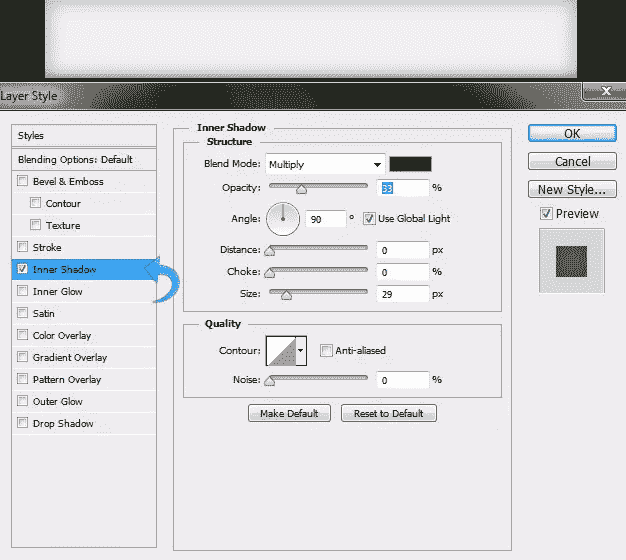 Layer Style
Styles
Blending Options: Default
Bevel & Emboss
Contour
Texture
Stroke
Inner Shadow
Inner Glow
Satin
Color Overlay
Gradient Overlay
Pattern Overlay
Outer Glow
Drop Shadow
Inner Shadow
Structure
Blend Mode: Multiply
Opacity: 33 %
Angle: 90 ° Use Global Light
Distance: 0 px
Choke: 0 %
Size: 29 px
Quality
Contour: Anti-aliased
Noise: 0 %
Make Default Reset to Default
OK
Cancel
New Style...
Preview